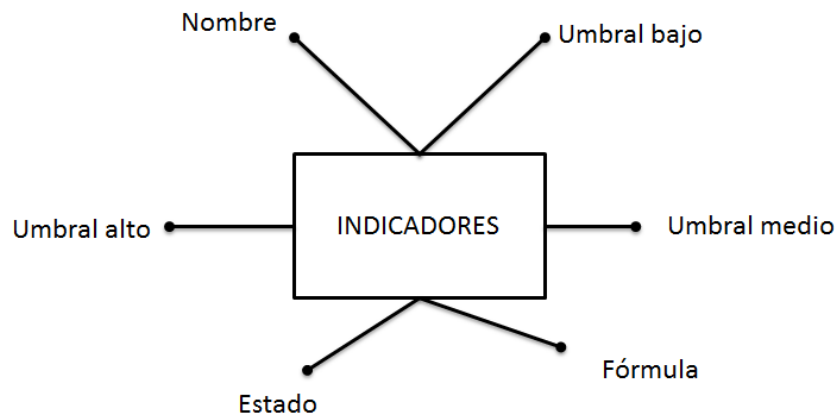 Nombre
Umbral bajo
Umbral alto
INDICADORES
Umbral medio
Estado
Fórmula